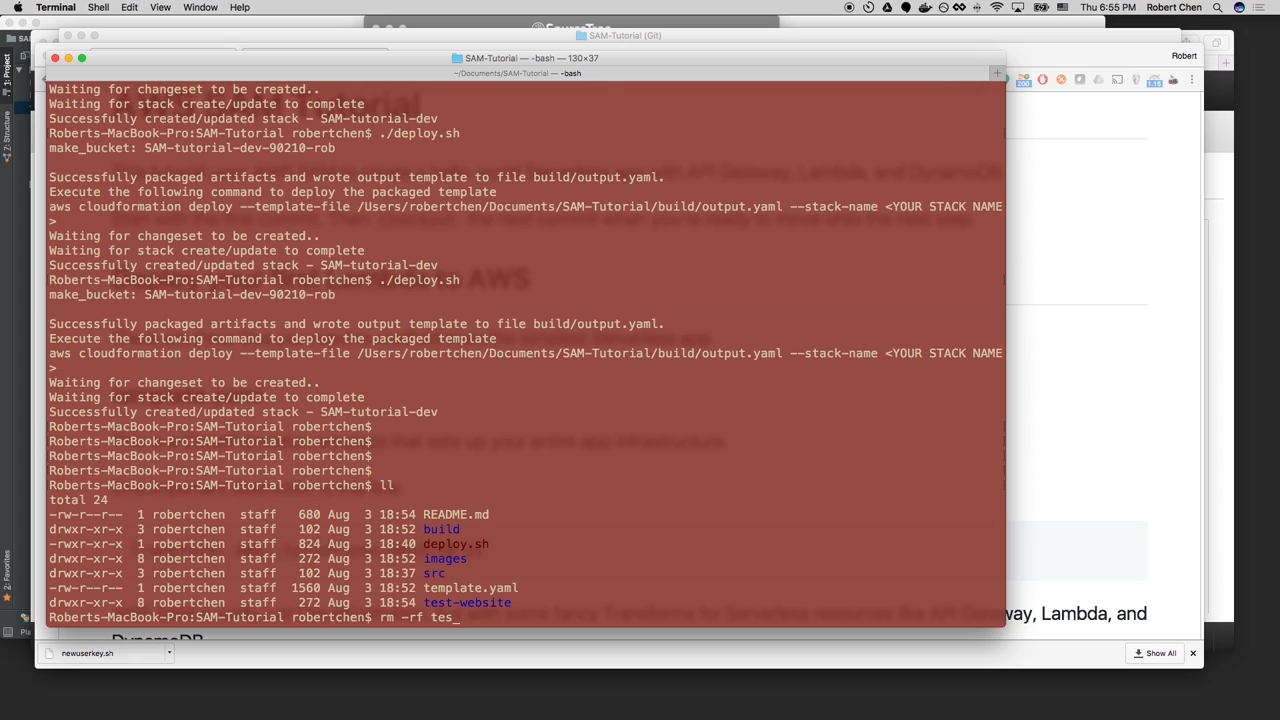 Terminal Shell Edit View Window Help Thu 6:55 PM Robert Chen
SourceTree
SAM-Tutorial (Git)
SAM-Tutorial — -bash — 130×37
Robert
~/Documents/SAM-Tutorial — -bash
1: Project
Z: Structure
2: Favorites
Waiting for changeset to be created..
Waiting for stack create/update to complete
Successfully created/updated stack - SAM-tutorial-dev
Roberts-MacBook-Pro:SAM-Tutorial robertchen$ ./deploy.sh
make_bucket: SAM-tutorial-dev-90210-rob
Successfully packaged artifacts and wrote output template to file build/output.yaml.
Execute the following command to deploy the packaged template
aws cloudformation deploy --template-file /Users/robertchen/Documents/SAM-Tutorial/build/output.yaml --stack-name <YOUR STACK NAME
>
Waiting for changeset to be created..
Waiting for stack create/update to complete
Successfully created/updated stack - SAM-tutorial-dev
Roberts-MacBook-Pro:SAM-Tutorial robertchen$ ./deploy.sh
make_bucket: SAM-tutorial-dev-90210-rob
Successfully packaged artifacts and wrote output template to file build/output.yaml.
Execute the following command to deploy the packaged template
aws cloudformation deploy --template-file /Users/robertchen/Documents/SAM-Tutorial/build/output.yaml --stack-name <YOUR STACK NAME
>
Waiting for changeset to be created..
Waiting for stack create/update to complete
Successfully created/updated stack - SAM-tutorial-dev
Roberts-MacBook-Pro:SAM-Tutorial robertchen$
Roberts-MacBook-Pro:SAM-Tutorial robertchen$
Roberts-MacBook-Pro:SAM-Tutorial robertchen$
Roberts-MacBook-Pro:SAM-Tutorial robertchen$
Roberts-MacBook-Pro:SAM-Tutorial robertchen$ ll
total 24
-rw-r--r-- 1 robertchen staff 680 Aug 3 18:54 README.md
drwxr-xr-x 3 robertchen staff 102 Aug 3 18:52 build
-rwxr-xr-x 1 robertchen staff 824 Aug 3 18:40 deploy.sh
drwxr-xr-x 8 robertchen staff 272 Aug 3 18:52 images
drwxr-xr-x 3 robertchen staff 102 Aug 3 18:37 src
-rw-r--r-- 1 robertchen staff 1560 Aug 3 18:52 template.yaml
drwxr-xr-x 8 robertchen staff 272 Aug 3 18:54 test-website
Roberts-MacBook-Pro:SAM-Tutorial robertchen$ rm -rf tes_
way, Lambda, and
DynamoDB
newuserkey.sh
Show All